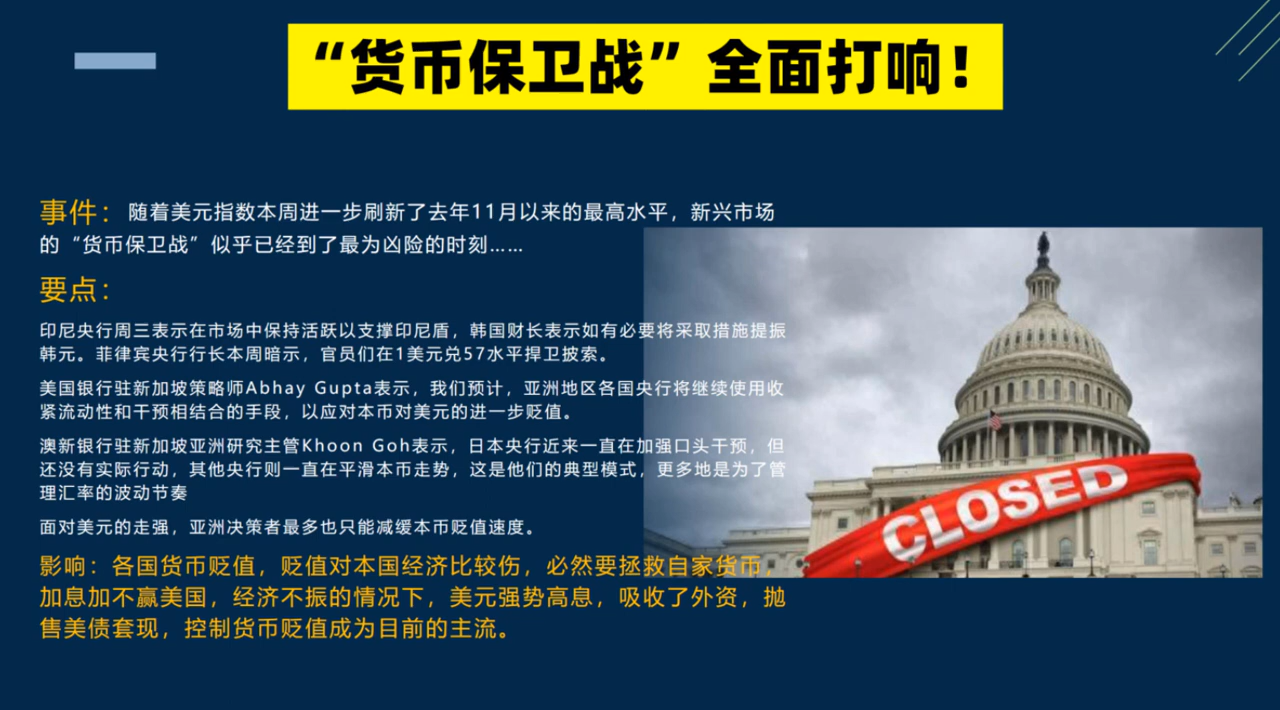 “货币保卫战”全面打响！
事件：随着美元指数本周进一步刷新了去年11月以来的最高水平，新兴市场
的“货币保卫战”似乎已经到了最为凶险的时刻……
要点：
印尼央行周三表示在市场中保持活跃以支撑印尼盾，韩国财长表示如有必要将采取措施提振
韩元。菲律宾央行行长本周暗示，官员们在1美元兑57水平捍卫披索。
美国银行驻新加坡策略师Abhay Gupta表示，我们预计，亚洲地区各国央行将继续使用收
紧流动性和干预相结合的手段，以应对本币对美元的进一步贬值。
澳新银行驻新加坡亚洲研究主管Khoon Goh表示，日本央行近来一直在加强口头干预，但
还没有实际行动，其他央行则一直在平滑本币走势，这是他们的典型模式，更多地是为了管
理汇率的波动节奏
面对美元的走强，亚洲决策者最多也只能减缓本币贬值速度。
影响：各国货币贬值，贬值对本国经济比较伤，必然要拯救自家货币，
加息加不赢美国，经济不振的情况下，美元强势高息，吸收了外资，抛
售美债套现，控制货币贬值成为目前的主流。
CLOSED